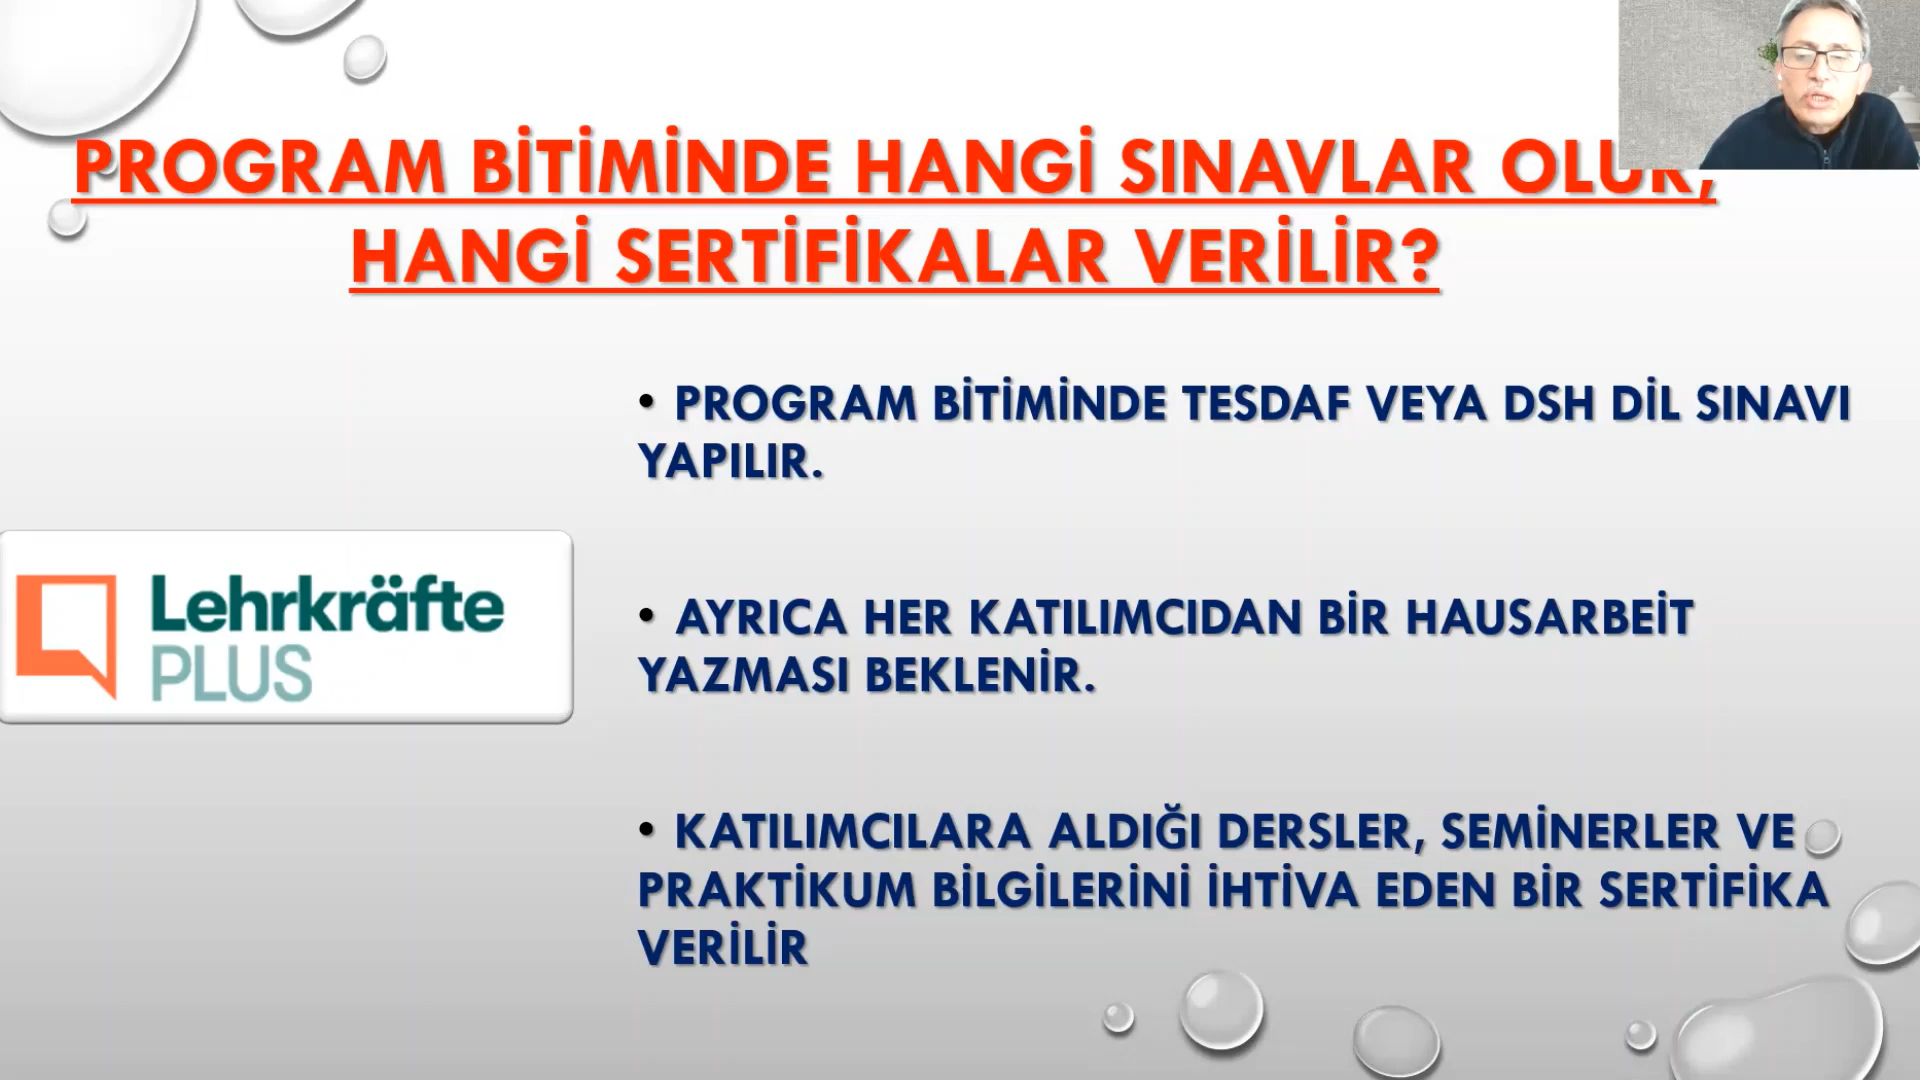 PROGRAM BİTİMİNDE HANGİ SINAVLAR OLUR,
HANGİ SERTİFİKALAR VERİLİR?
• PROGRAM BİTİMİNDE TESDAF VEYA DSH DİL SINAVI
YAPILIR.
Lehrkräfte
PLUS
• AYRICA HER KATILIMCIDAN BİR HAUSARBEİT
YAZMASI BEKLENİR.
• KATILIMCILARA ALDIĞI DERSLER, SEMİNERLER VE
PRAKTİKUM BİLGİLERİNİ İHTİVA EDEN BİR SERTİFİKA
VERİLİR